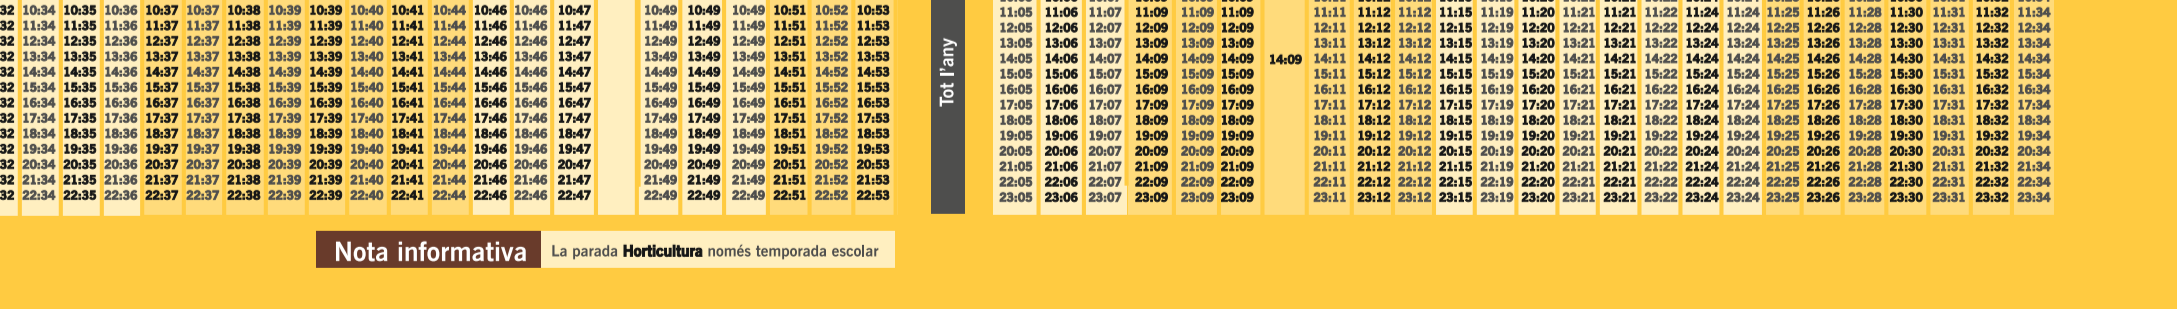 32 10:34 10:35 10:36 10:37 10:37 10:38 10:39 10:39 10:40 10:41 10:44 10:46 10:46 10:47 10:49 10:49 10:49 10:51 10:52 10:53
32 11:34 11:35 11:36 11:37 11:37 11:38 11:39 11:39 11:40 11:41 11:44 11:46 11:46 11:47 11:49 11:49 11:49 11:51 11:52 11:53
32 12:34 12:35 12:36 12:37 12:37 12:38 12:39 12:39 12:40 12:41 12:44 12:46 12:46 12:47 12:49 12:49 12:49 12:51 12:52 12:53
32 13:34 13:35 13:36 13:37 13:37 13:38 13:39 13:39 13:40 13:41 13:44 13:46 13:46 13:47 13:49 13:49 13:49 13:51 13:52 13:53
32 14:34 14:35 14:36 14:37 14:37 14:38 14:39 14:39 14:40 14:41 14:44 14:46 14:46 14:47 14:49 14:49 14:49 14:51 14:52 14:53
32 15:34 15:35 15:36 15:37 15:37 15:38 15:39 15:39 15:40 15:41 15:44 15:46 15:46 15:47 15:49 15:49 15:49 15:51 15:52 15:53
32 16:34 16:35 16:36 16:37 16:37 16:38 16:39 16:39 16:40 16:41 16:44 16:46 16:46 16:47 16:49 16:49 16:49 16:51 16:52 16:53
32 17:34 17:35 17:36 17:37 17:37 17:38 17:39 17:39 17:40 17:41 17:44 17:46 17:46 17:47 17:49 17:49 17:49 17:51 17:52 17:53
32 18:34 18:35 18:36 18:37 18:37 18:38 18:39 18:39 18:40 18:41 18:44 18:46 18:46 18:47 18:49 18:49 18:49 18:51 18:52 18:53
32 19:34 19:35 19:36 19:37 19:37 19:38 19:39 19:39 19:40 19:41 19:44 19:46 19:46 19:47 19:49 19:49 19:49 19:51 19:52 19:53
32 20:34 20:35 20:36 20:37 20:37 20:38 20:39 20:39 20:40 20:41 20:44 20:46 20:46 20:47 20:49 20:49 20:49 20:51 20:52 20:53
32 21:34 21:35 21:36 21:37 21:37 21:38 21:39 21:39 21:40 21:41 21:44 21:46 21:46 21:47 21:49 21:49 21:49 21:51 21:52 21:53
32 22:34 22:35 22:36 22:37 22:37 22:38 22:39 22:39 22:40 22:41 22:44 22:46 22:46 22:47 22:49 22:49 22:49 22:51 22:52 22:53
Nota informativa La parada Horticultura només temporada escolar
Tot l'any
11:05 11:06 11:07 11:09 11:09 11:09 11:11 11:12 11:12 11:15 11:19 11:20 11:21 11:21 11:22 11:24 11:24 11:25 11:26 11:28 11:30 11:31 11:32 11:34
12:05 12:06 12:07 12:09 12:09 12:09 12:11 12:12 12:12 12:15 12:19 12:20 12:21 12:21 12:22 12:24 12:24 12:25 12:26 12:28 12:30 12:31 12:32 12:34
13:05 13:06 13:07 13:09 13:09 13:09 13:11 13:12 13:12 13:15 13:19 13:20 13:21 13:21 13:22 13:24 13:24 13:25 13:26 13:28 13:30 13:31 13:32 13:34
14:05 14:06 14:07 14:09 14:09 14:09 14:09 14:11 14:12 14:12 14:15 14:19 14:20 14:21 14:21 14:22 14:24 14:24 14:25 14:26 14:28 14:30 14:31 14:32 14:34
15:05 15:06 15:07 15:09 15:09 15:09 15:11 15:12 15:12 15:15 15:19 15:20 15:21 15:21 15:22 15:24 15:24 15:25 15:26 15:28 15:30 15:31 15:32 15:34
16:05 16:06 16:07 16:09 16:09 16:09 16:11 16:12 16:12 16:15 16:19 16:20 16:21 16:21 16:22 16:24 16:24 16:25 16:26 16:28 16:30 16:31 16:32 16:34
17:05 17:06 17:07 17:09 17:09 17:09 17:11 17:12 17:12 17:15 17:19 17:20 17:21 17:21 17:22 17:24 17:24 17:25 17:26 17:28 17:30 17:31 17:32 17:34
18:05 18:06 18:07 18:09 18:09 18:09 18:11 18:12 18:12 18:15 18:19 18:20 18:21 18:21 18:22 18:24 18:24 18:25 18:26 18:28 18:30 18:31 18:32 18:34
19:05 19:06 19:07 19:09 19:09 19:09 19:11 19:12 19:12 19:15 19:19 19:20 19:21 19:21 19:22 19:24 19:24 19:25 19:26 19:28 19:30 19:31 19:32 19:34
20:05 20:06 20:07 20:09 20:09 20:09 20:11 20:12 20:12 20:15 20:19 20:20 20:21 20:21 20:22 20:24 20:24 20:25 20:26 20:28 20:30 20:31 20:32 20:34
21:05 21:06 21:07 21:09 21:09 21:09 21:11 21:12 21:12 21:15 21:19 21:20 21:21 21:21 21:22 21:24 21:24 21:25 21:26 21:28 21:30 21:31 21:32 21:34
22:05 22:06 22:07 22:09 22:09 22:09 22:11 22:12 22:12 22:15 22:19 22:20 22:21 22:21 22:22 22:24 22:24 22:25 22:26 22:28 22:30 22:31 22:32 22:34
23:05 23:06 23:07 23:09 23:09 23:09 23:11 23:12 23:12 23:15 23:19 23:20 23:21 23:21 23:22 23:24 23:24 23:25 23:26 23:28 23:30 23:31 23:32 23:34